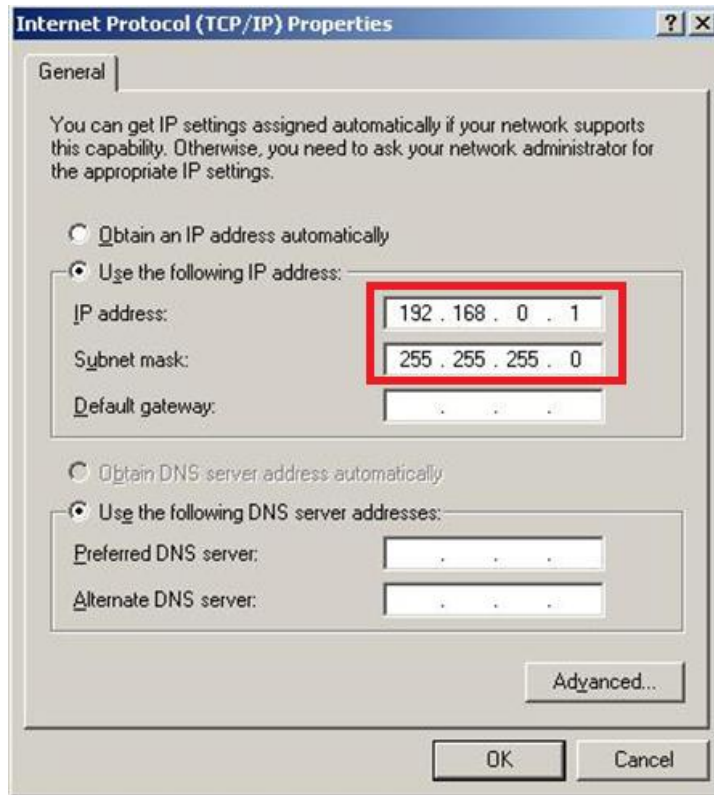 Internet Protocol (TCP/IP) Properties
General
You can get IP settings assigned automatically if your network supports
this capability. Otherwise, you need to ask your network administrator for
the appropriate IP settings.
Obtain an IP address automatically
Use the following IP address:
IP address: 192 . 168 . 0 . 1
Subnet mask: 255 . 255 . 255 . 0
Default gateway: . . .
Obtain DNS server address automatically
Use the following DNS server addresses:
Preferred DNS server: . . .
Alternate DNS server: . . .
Advanced...
OK Cancel